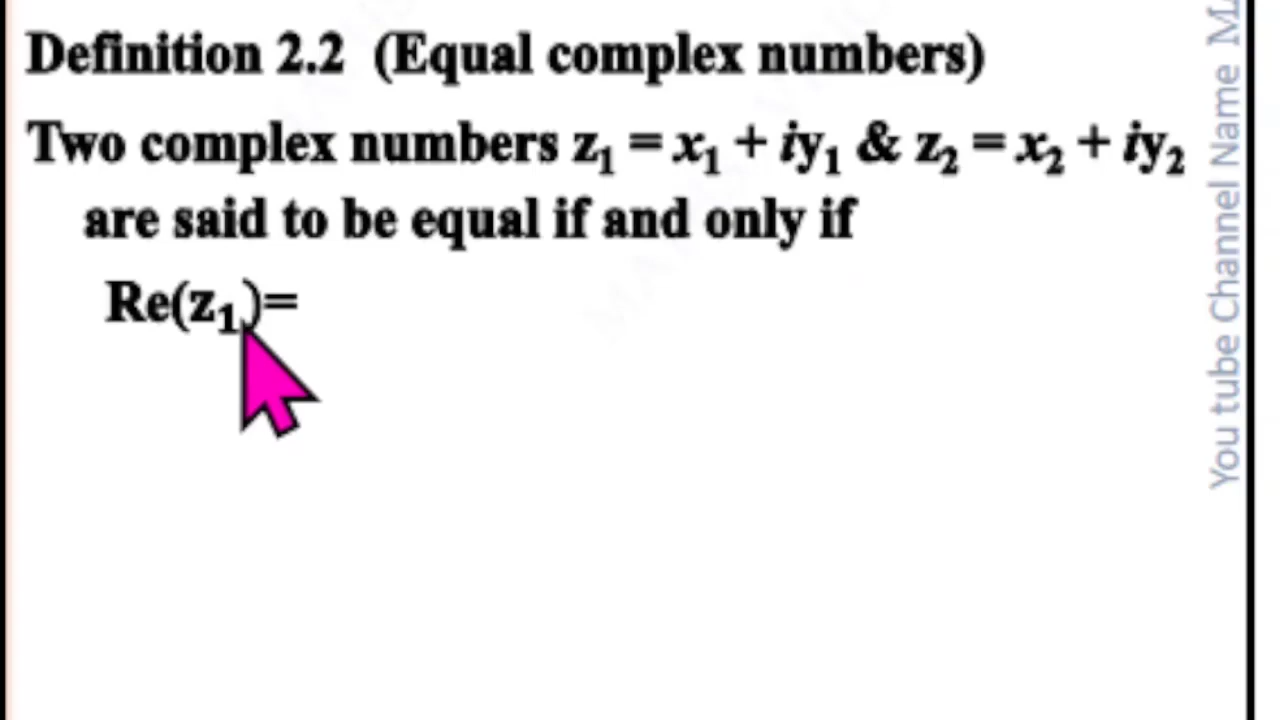 Definition 2.2 (Equal complex numbers)
Two complex numbers z₁ = x₁ + iy₁ & z₂ = x₂ + iy₂
are said to be equal if and only if
Re(z₁)=
You tube Channel Name